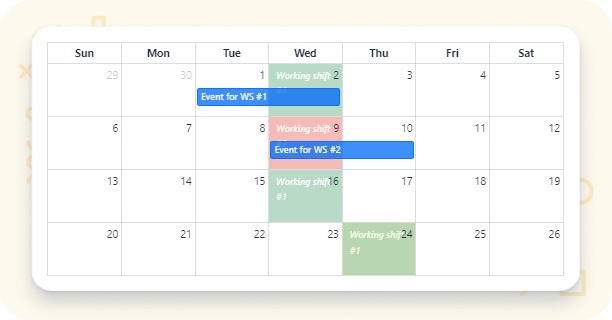 Sun Mon Tue Wed Thu Fri Sat
29 30 1 Working shift 2 3 4 5
Event for WS #1
6 7 8 Working shift 9 10 11 12
Event for WS #2
13 14 15 Working shift 16 17 18 19
#1
20 21 22 23 Working shift 24 25 26
#1